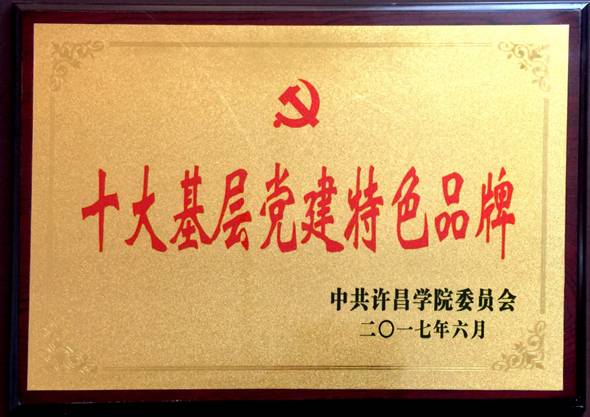 十大基层党建特色品牌
中共许昌学院委员会
二〇一七年六月